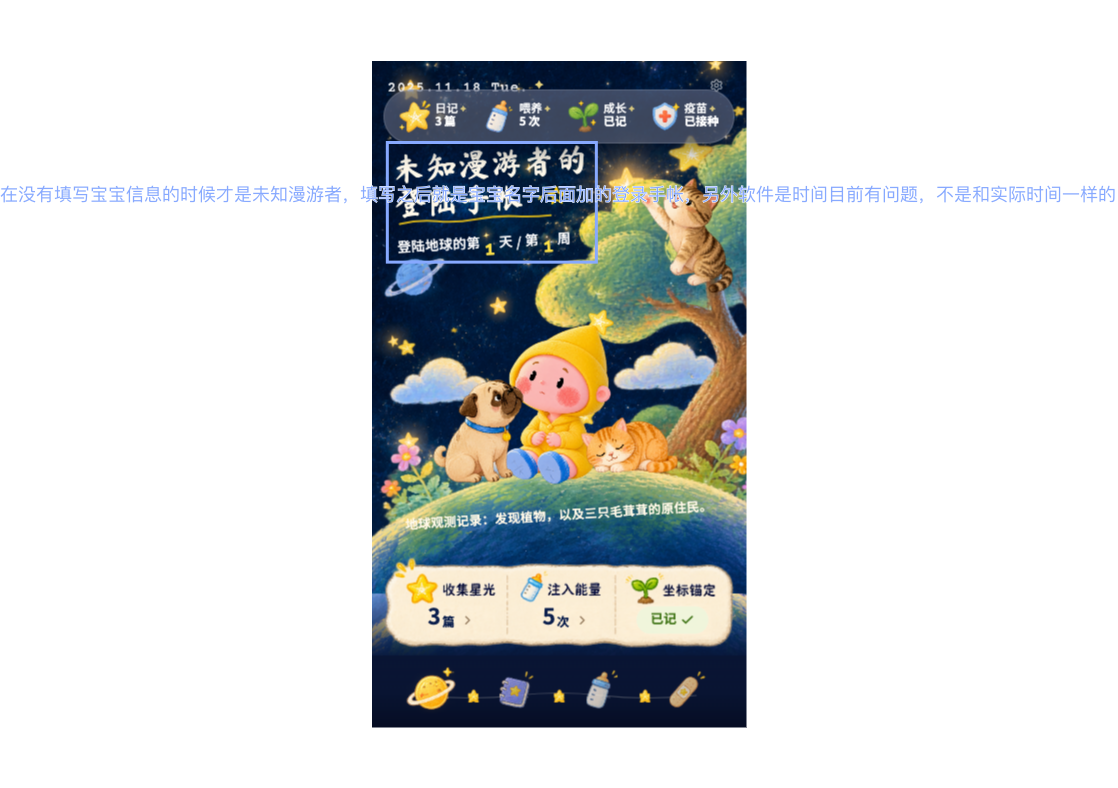 2025.11.18 Tue.
日记
3 篇
喂养
5 次
成长
已记
疫苗
已接种
未知漫游者的
在没有填写宝宝信息的时候才是未知漫游者，填写之后就是宝宝名字后面加的登录手帐，另外软件是时间目前有问题，不是和实际时间一样的
登陆手帐
登陆地球的第 1 天 / 第 1 周
地球观测记录：发现植物，以及三只毛茸茸的原住民。
收集星光
3 篇 >
注入能量
5 次 >
坐标锚定
已记 ✓